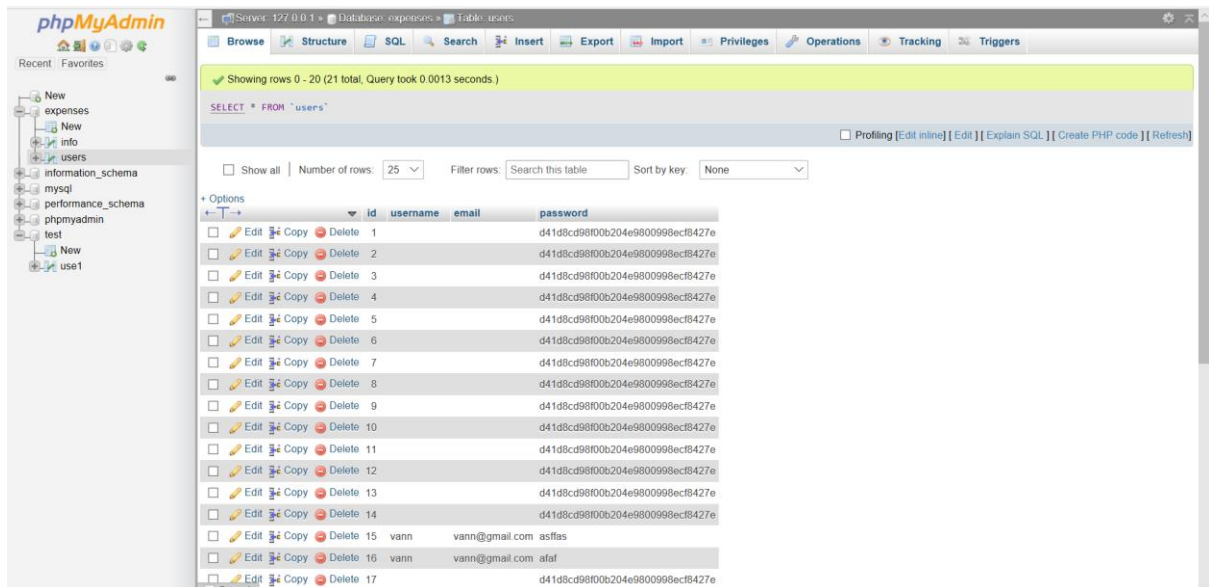 phpMyAdmin
Recent Favorites
New
expenses
New
info
users
information_schema
mysql
performance_schema
phpmyadmin
test
New
use1
Server: 127.0.0.1 » Database: expenses » Table: users
Browse Structure SQL Search Insert Export Import Privileges Operations Tracking Triggers
Showing rows 0 - 20 (21 total, Query took 0.0013 seconds.)
SELECT * FROM `users`
Profiling [Edit inline] [ Edit ] [ Explain SQL ] [ Create PHP code ] [ Refresh]
Show all | Number of rows: 25 Filter rows: Search this table Sort by key: None
+ Options
←T→ id username email password
Edit Copy Delete 1 d41d8cd98f00b204e9800998ecf8427e
Edit Copy Delete 2 d41d8cd98f00b204e9800998ecf8427e
Edit Copy Delete 3 d41d8cd98f00b204e9800998ecf8427e
Edit Copy Delete 4 d41d8cd98f00b204e9800998ecf8427e
Edit Copy Delete 5 d41d8cd98f00b204e9800998ecf8427e
Edit Copy Delete 6 d41d8cd98f00b204e9800998ecf8427e
Edit Copy Delete 7 d41d8cd98f00b204e9800998ecf8427e
Edit Copy Delete 8 d41d8cd98f00b204e9800998ecf8427e
Edit Copy Delete 9 d41d8cd98f00b204e9800998ecf8427e
Edit Copy Delete 10 d41d8cd98f00b204e9800998ecf8427e
Edit Copy Delete 11 d41d8cd98f00b204e9800998ecf8427e
Edit Copy Delete 12 d41d8cd98f00b204e9800998ecf8427e
Edit Copy Delete 13 d41d8cd98f00b204e9800998ecf8427e
Edit Copy Delete 14 d41d8cd98f00b204e9800998ecf8427e
Edit Copy Delete 15 vann vann@gmail.com asffas
Edit Copy Delete 16 vann vann@gmail.com afaf
Edit Copy Delete 17 d41d8cd98f00b204e9800998ecf8427e